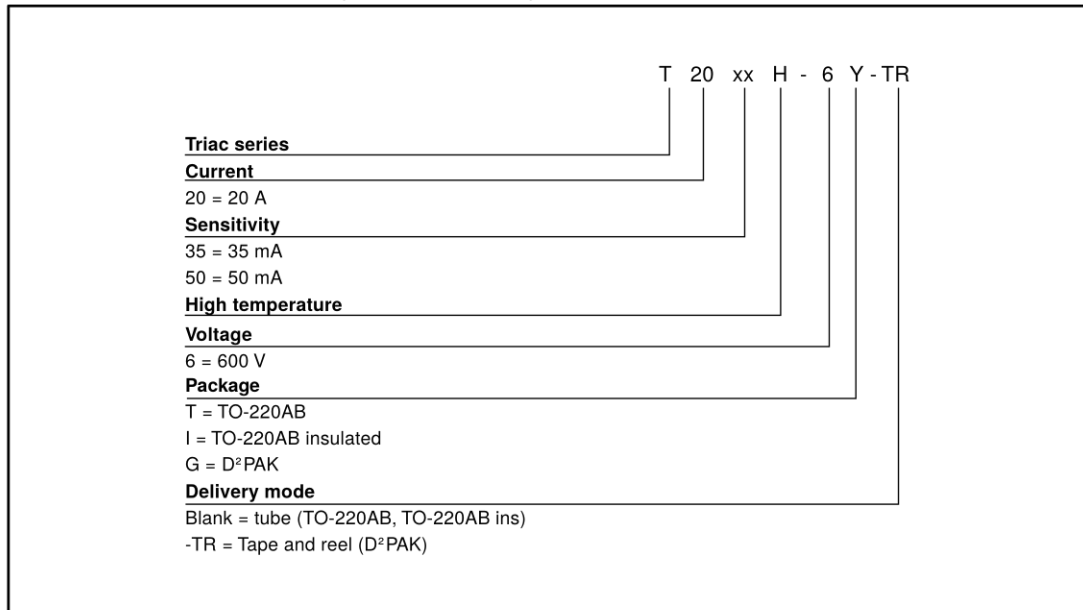 T 20 xx H - 6 Y - TR
Triac series
Current
20 = 20 A
Sensitivity
35 = 35 mA
50 = 50 mA
High temperature
Voltage
6 = 600 V
Package
T = TO-220AB
I = TO-220AB insulated
G = D²PAK
Delivery mode
Blank = tube (TO-220AB, TO-220AB ins)
-TR = Tape and reel (D²PAK)